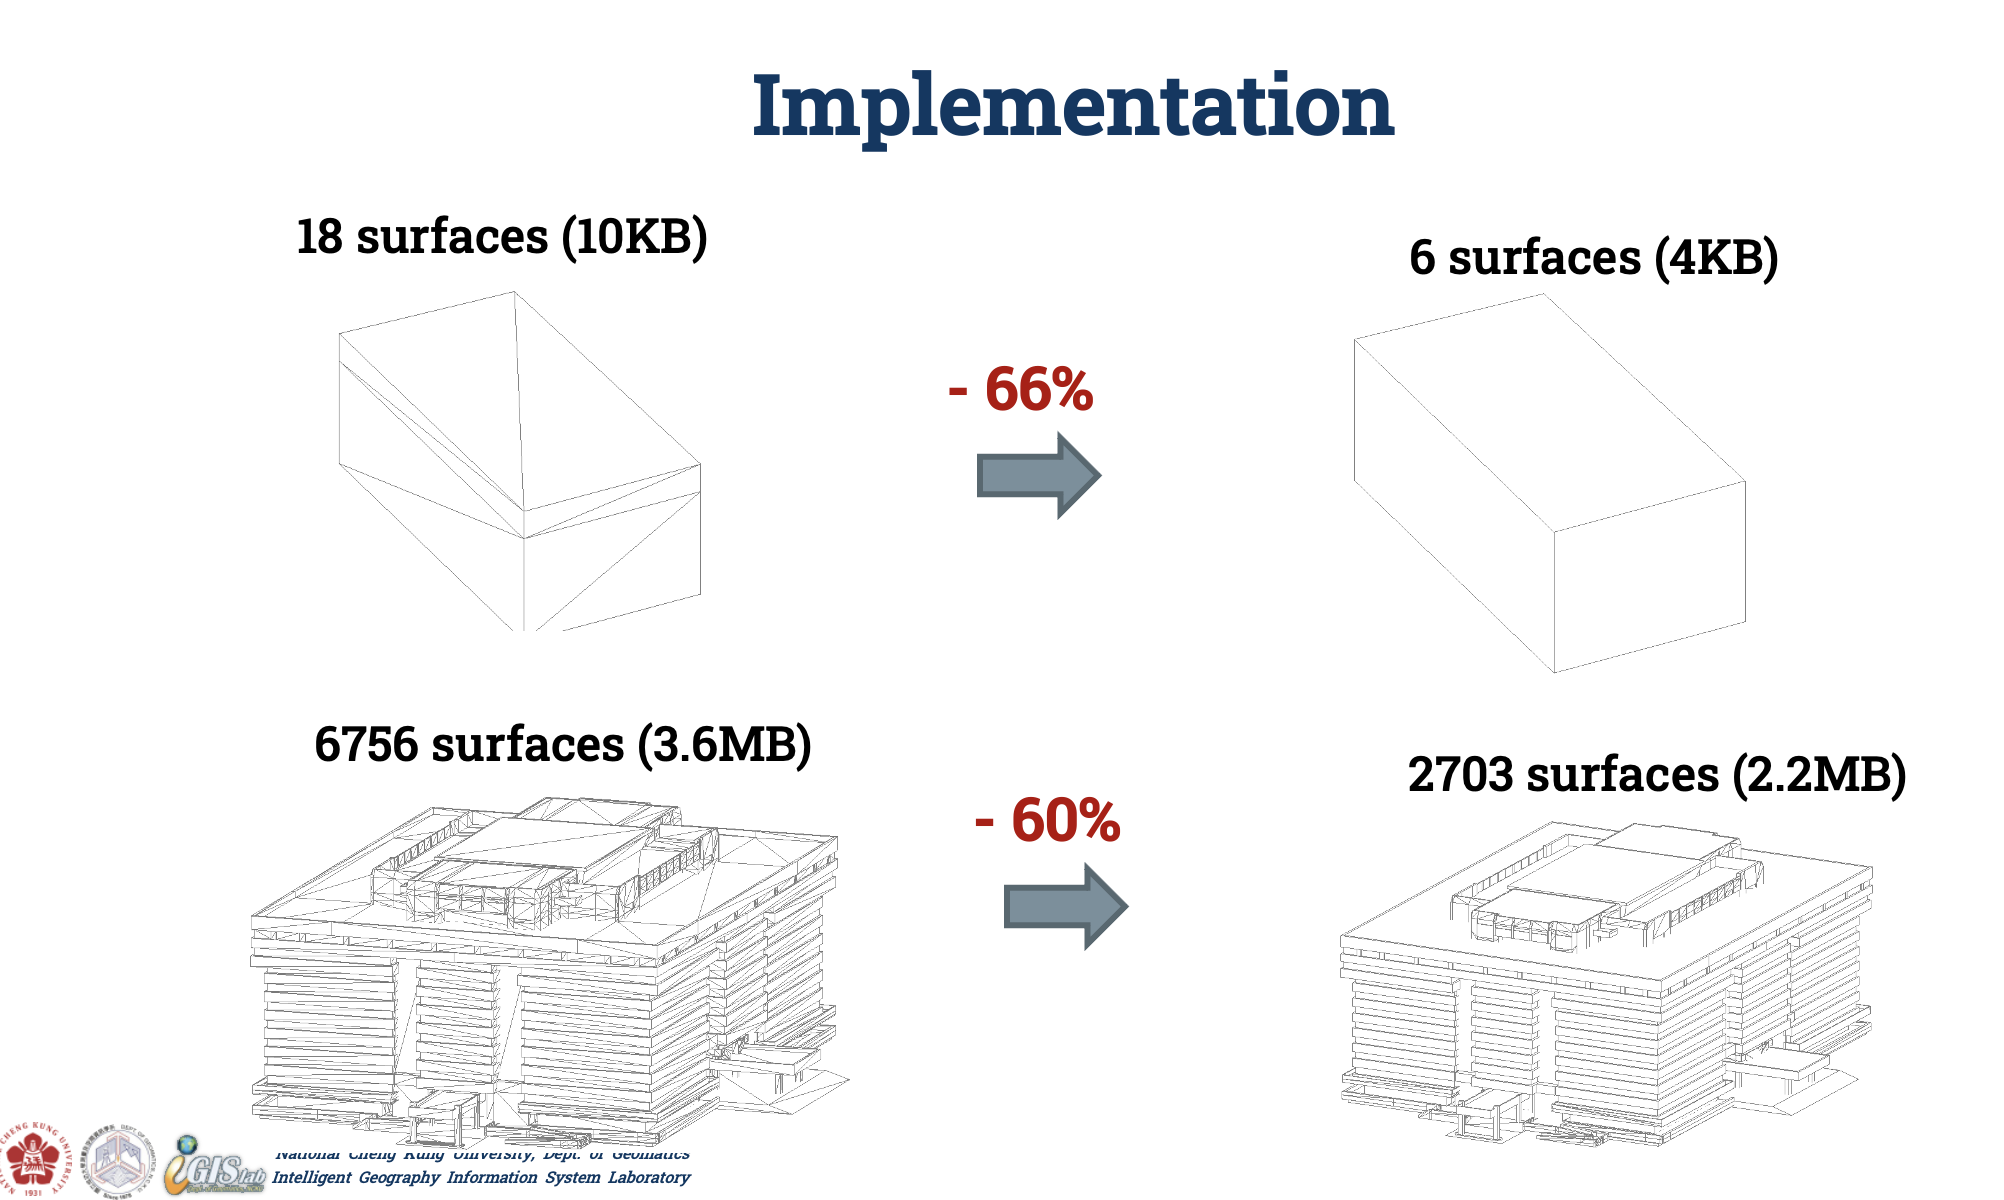 Implementation
18 surfaces (10KB)
6 surfaces (4KB)
- 66%
6756 surfaces (3.6MB)
2703 surfaces (2.2MB)
- 60%
National Cheng Kung University, Dept. of Geomatics
Intelligent Geography Information System Laboratory
CHENG KUNG UNIVERSITY
1931
iGISlab